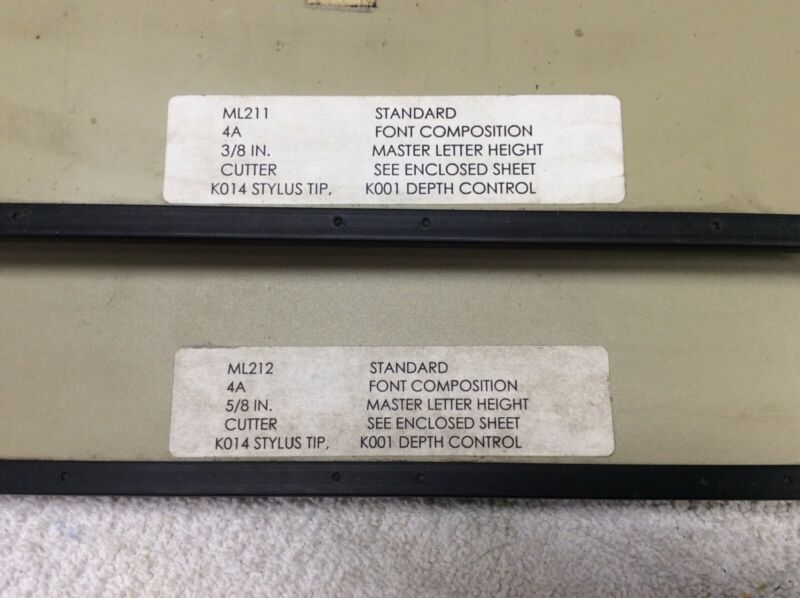 ML211 STANDARD
4A FONT COMPOSITION
3/8 IN. MASTER LETTER HEIGHT
CUTTER SEE ENCLOSED SHEET
K014 STYLUS TIP, K001 DEPTH CONTROL
ML212 STANDARD
4A FONT COMPOSITION
5/8 IN. MASTER LETTER HEIGHT
CUTTER SEE ENCLOSED SHEET
K014 STYLUS TIP, K001 DEPTH CONTROL